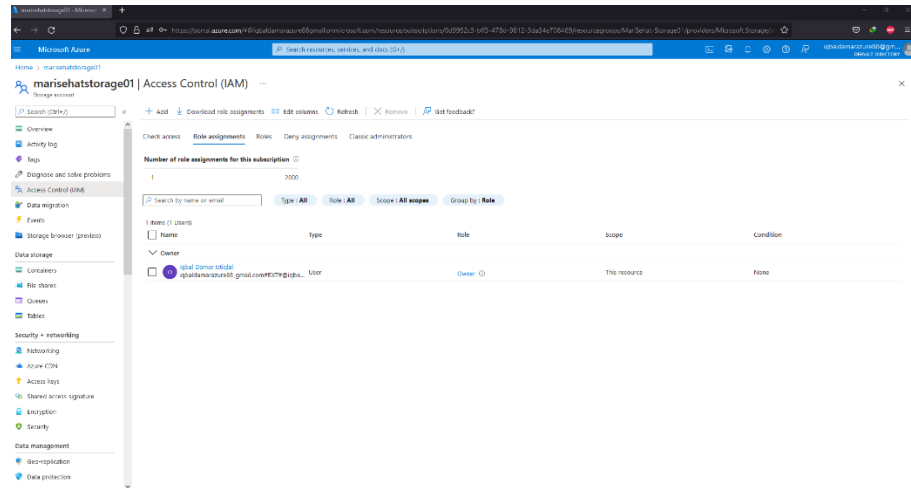 marisehatstorage01 - Microsof
Microsoft Azure
Search resources, services, and docs (G+/)
DEFAULT DIRECTORY
Home > marisehatstorage01
marisehatstorage01 | Access Control (IAM) ...
Storage account
Search (Ctrl+/)
+ Add
Download role assignments
Edit columns
Refresh
Remove
Got feedback?
Overview
Activity log
Tags
Diagnose and solve problems
Access Control (IAM)
Data migration
Events
Storage browser (preview)
Data storage
Containers
File shares
Queues
Tables
Security + networking
Networking
Azure CDN
Access keys
Shared access signature
Encryption
Security
Data management
Geo-replication
Data protection
Check access
Role assignments
Roles
Deny assignments
Classic administrators
Number of role assignments for this subscription
1
2000
Search by name or email
Type : All
Role : All
Scope : All scopes
Group by : Role
1 items (1 Users)
Name
Type
Role
Scope
Condition
Owner
Iqbal Damar Istiqlal
User
Owner
This resource
None